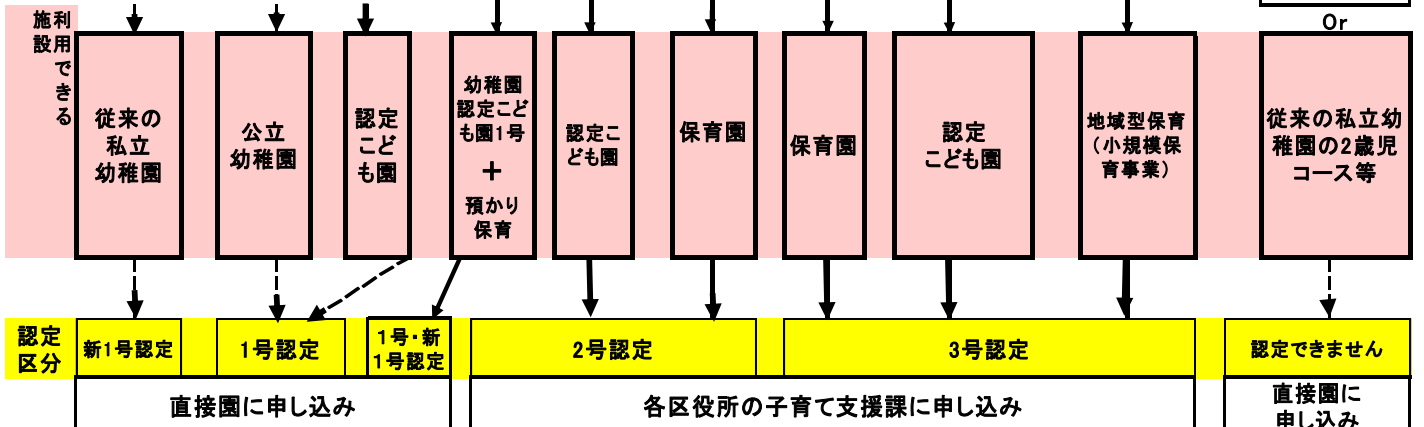 Or
利用できる
施設
従来の
私立
幼稚園
公立
幼稚園
認定
こど
も園
幼稚園
認定こど
も園1号
＋
預かり
保育
認定こ
ども園
保育園
保育園
認定
こども園
地域型保育
（小規模保
育事業）
従来の私立幼
稚園の2歳児
コース等
認定
区分
新1号認定
1号認定
1号・新
1号認定
2号認定
3号認定
認定できません
直接園に申し込み
各区役所の子育て支援課に申し込み
直接園に
申し込み